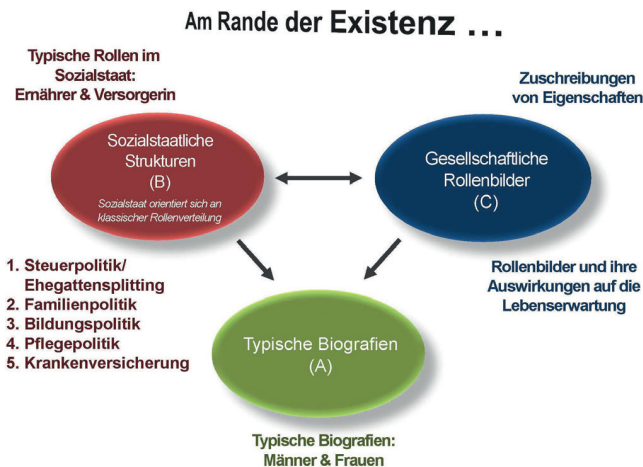 Am Rande der Existenz ...
Typische Rollen im
Sozialstaat:
Ernährer & Versorgerin
Zuschreibungen
von Eigenschaften
Sozialstaatliche
Strukturen
(B)
Sozialstaat orientiert sich an
klassischer Rollenverteilung
Gesellschaftliche
Rollenbilder
(C)
1. Steuerpolitik/
Ehegattensplitting
2. Familienpolitik
3. Bildungspolitik
4. Pflegepolitik
5. Krankenversicherung
Rollenbilder und ihre
Auswirkungen auf die
Lebenserwartung
Typische Biografien
(A)
Typische Biografien:
Männer & Frauen